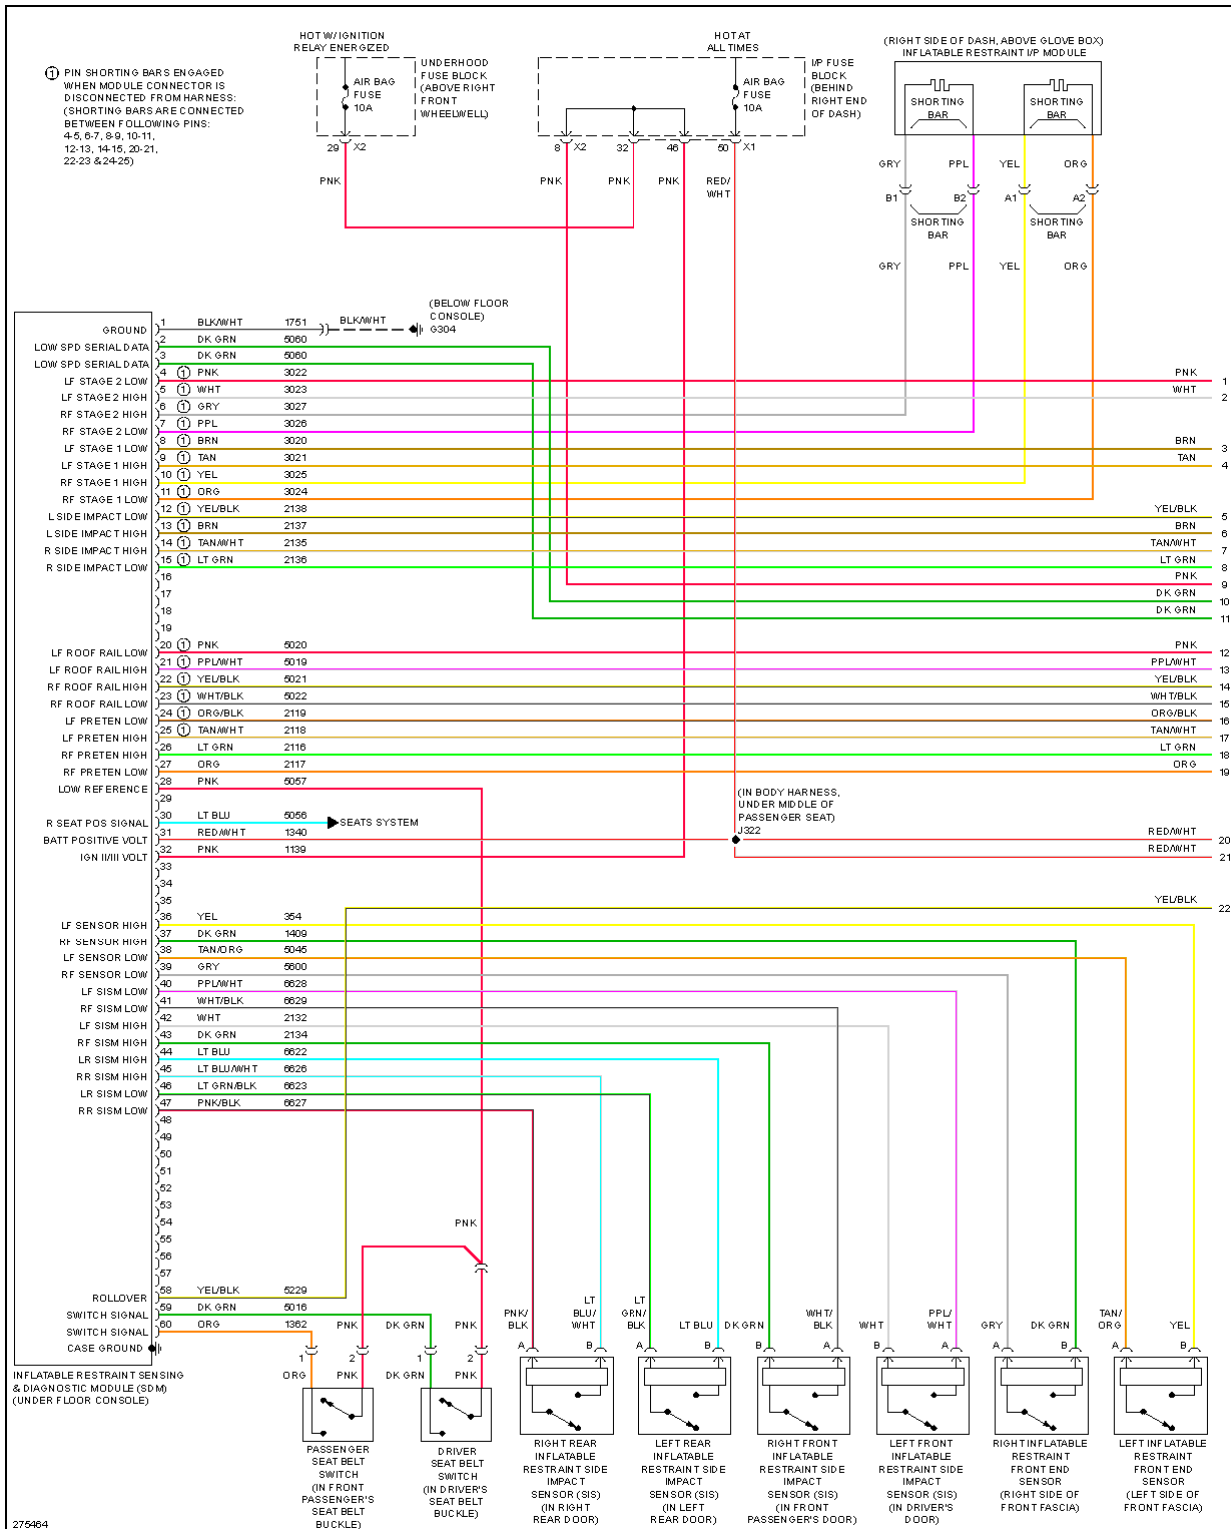 HOT W/ IGNITION
RELAY ENERGIZED
HOT AT
ALL TIMES
(RIGHT SIDE OF DASH, ABOVE GLOVE BOX)
INFLATABLE RESTRAINT I/P MODULE
1 PIN SHORTING BARS ENGAGED
WHEN MODULE CONNECTOR IS
DISCONNECTED FROM HARNESS:
(SHORTING BARS ARE CONNECTED
BETWEEN FOLLOWING PINS:
4-5, 6-7, 8-9, 10-11,
12-13, 14-15, 20-21,
22-23 & 24-25)
AIR BAG
FUSE
10A
UNDERHOOD
FUSE BLOCK
(ABOVE RIGHT
FRONT
WHEELWELL)
AIR BAG
FUSE
10A
I/P FUSE
BLOCK
(BEHIND
RIGHT END
OF DASH)
SHORTING
BAR
SHORTING
BAR
29 X2
8 X2 32 46 50 X1
PNK PNK PNK PNK RED/
WHT
GRY PPL YEL ORG
B1 B2 A1 A2
SHORTING
BAR
SHORTING
BAR
GRY PPL YEL ORG
(BELOW FLOOR
CONSOLE)
G304
GROUND 1 BLK/WHT 1751 BLK/WHT
LOW SPD SERIAL DATA 2 DK GRN 5060
LOW SPD SERIAL DATA 3 DK GRN 5060
LF STAGE 2 LOW 4 1 PNK 3022 PNK 1
LF STAGE 2 HIGH 5 1 WHT 3023 WHT 2
RF STAGE 2 HIGH 6 1 GRY 3027
RF STAGE 2 LOW 7 1 PPL 3026
LF STAGE 1 LOW 8 1 BRN 3020 BRN 3
LF STAGE 1 HIGH 9 1 TAN 3021 TAN 4
RF STAGE 1 HIGH 10 1 YEL 3025
RF STAGE 1 LOW 11 1 ORG 3024
L SIDE IMPACT LOW 12 1 YEL/BLK 2138 YEL/BLK 5
L SIDE IMPACT HIGH 13 1 BRN 2137 BRN 6
R SIDE IMPACT HIGH 14 1 TAN/WHT 2135 TAN/WHT 7
R SIDE IMPACT LOW 15 1 LT GRN 2136 LT GRN 8
16 PNK 9
17 DK GRN 10
18 DK GRN 11
19
LF ROOF RAIL LOW 20 1 PNK 5020 PNK 12
LF ROOF RAIL HIGH 21 1 PPL/WHT 5019 PPL/WHT 13
RF ROOF RAIL HIGH 22 1 YEL/BLK 5021 YEL/BLK 14
RF ROOF RAIL LOW 23 1 WHT/BLK 5022 WHT/BLK 15
LF PRETEN LOW 24 1 ORG/BLK 2119 ORG/BLK 16
LF PRETEN HIGH 25 1 TAN/WHT 2118 TAN/WHT 17
RF PRETEN HIGH 26 LT GRN 2116 LT GRN 18
RF PRETEN LOW 27 ORG 2117 ORG 19
LOW REFERENCE 28 PNK 5057
29
(IN BODY HARNESS,
UNDER MIDDLE OF
PASSENGER SEAT)
J322
R SEAT POS SIGNAL 30 LT BLU 5056 SEATS SYSTEM
BATT POSITIVE VOLT 31 RED/WHT 1340 RED/WHT 20
IGN II/III VOLT 32 PNK 1139 RED/WHT 21
33
34
35 YEL/BLK 22
LF SENSOR HIGH 36 YEL 354
RF SENSOR HIGH 37 DK GRN 1409
LF SENSOR LOW 38 TAN/ORG 5045
RF SENSOR LOW 39 GRY 5600
LF SISM LOW 40 PPL/WHT 6628
RF SISM LOW 41 WHT/BLK 6629
LF SISM HIGH 42 WHT 2132
RF SISM HIGH 43 DK GRN 2134
LR SISM HIGH 44 LT BLU 6622
RR SISM HIGH 45 LT BLU/WHT 6626
LR SISM LOW 46 LT GRN/BLK 6623
RR SISM LOW 47 PNK/BLK 6627
48
49
50
51
52
53
54
55
56
57
PNK
ROLLOVER 58 YEL/BLK 5229
SWITCH SIGNAL 59 DK GRN 5016
SWITCH SIGNAL 60 ORG 1362
CASE GROUND
PNK DK GRN PNK
PNK/
BLK
LT
BLU/
WHT
LT
GRN/
BLK
LT BLU
DK GRN
WHT/
BLK
WHT
PPL/
WHT
GRY
DK GRN
TAN/
ORG
YEL
1 2 1 2
A B A B B A B A A B A B
ORG PNK DK GRN PNK
INFLATABLE RESTRAINT SENSING
& DIAGNOSTIC MODULE (SDM)
(UNDER FLOOR CONSOLE)
PASSENGER
SEAT BELT
SWITCH
(IN FRONT
PASSENGER'S
SEAT BELT
BUCKLE)
DRIVER
SEAT BELT
SWITCH
(IN DRIVER'S
SEAT BELT
BUCKLE)
RIGHT REAR
INFLATABLE
RESTRAINT SIDE
IMPACT
SENSOR (SIS)
(IN RIGHT
REAR DOOR)
LEFT REAR
INFLATABLE
RESTRAINT SIDE
IMPACT
SENSOR (SIS)
(IN LEFT
REAR DOOR)
RIGHT FRONT
INFLATABLE
RESTRAINT SIDE
IMPACT
SENSOR (SIS)
(IN FRONT
PASSENGER'S DOOR)
LEFT FRONT
INFLATABLE
RESTRAINT SIDE
IMPACT
SENSOR (SIS)
(IN DRIVER'S
DOOR)
RIGHT INFLATABLE
RESTRAINT
FRONT END
SENSOR
(RIGHT SIDE OF
FRONT FASCIA)
LEFT INFLATABLE
RESTRAINT
FRONT END
SENSOR
(LEFT SIDE OF
FRONT FASCIA)
275464